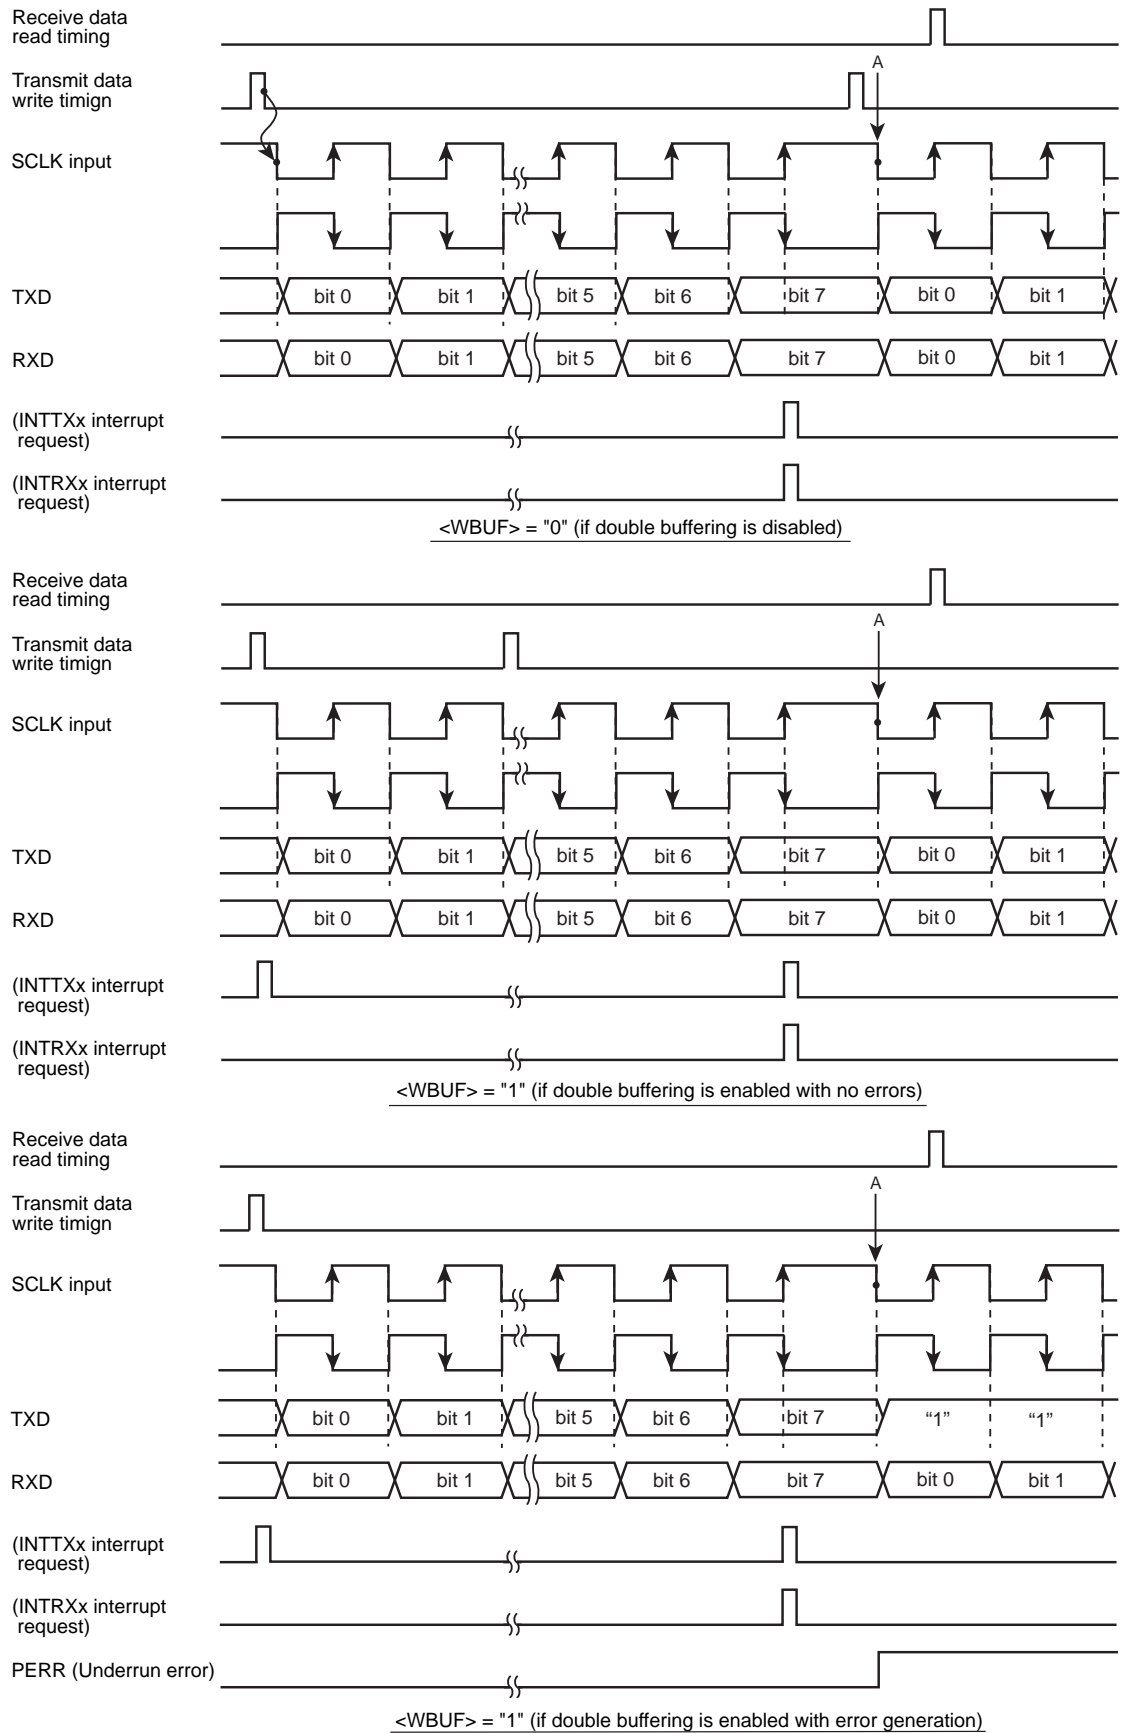 Receive data
read timing
Transmit data
write timign
A
SCLK input
TXD
bit 0
bit 1
bit 5
bit 6
bit 7
bit 0
bit 1
RXD
bit 0
bit 1
bit 5
bit 6
bit 7
bit 0
bit 1
(INTTXx interrupt
request)
(INTRXx interrupt
request)
<WBUF> = "0" (if double buffering is disabled)
Receive data
read timing
Transmit data
write timign
A
SCLK input
TXD
bit 0
bit 1
bit 5
bit 6
bit 7
bit 0
bit 1
RXD
bit 0
bit 1
bit 5
bit 6
bit 7
bit 0
bit 1
(INTTXx interrupt
request)
(INTRXx interrupt
request)
<WBUF> = "1" (if double buffering is enabled with no errors)
Receive data
read timing
Transmit data
write timign
A
SCLK input
TXD
bit 0
bit 1
bit 5
bit 6
bit 7
“1”
“1”
RXD
bit 0
bit 1
bit 5
bit 6
bit 7
bit 0
bit 1
(INTTXx interrupt
request)
(INTRXx interrupt
request)
PERR (Underrun error)
<WBUF> = "1" (if double buffering is enabled with error generation)